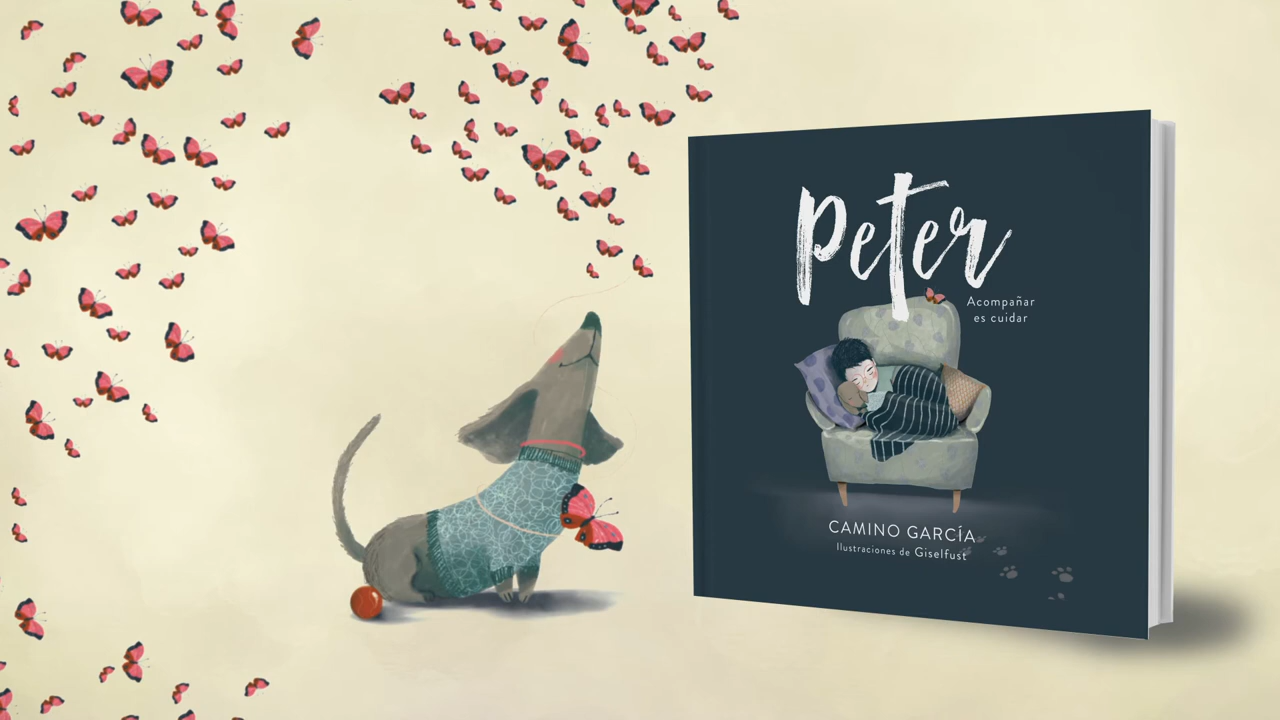 Peter
Acompañar
es cuidar
CAMINO GARCÍA
Ilustraciones de Giselfust